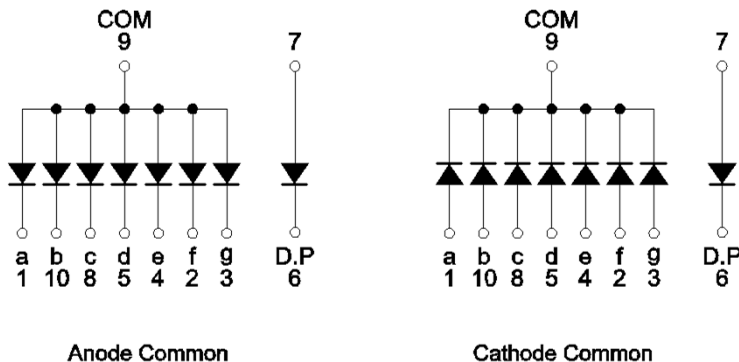 COM COM
9 7 9 7
a b c d e f g D.P a b c d e f g D.P
1 10 8 5 4 2 3 6 1 10 8 5 4 2 3 6
Anode Common Cathode Common